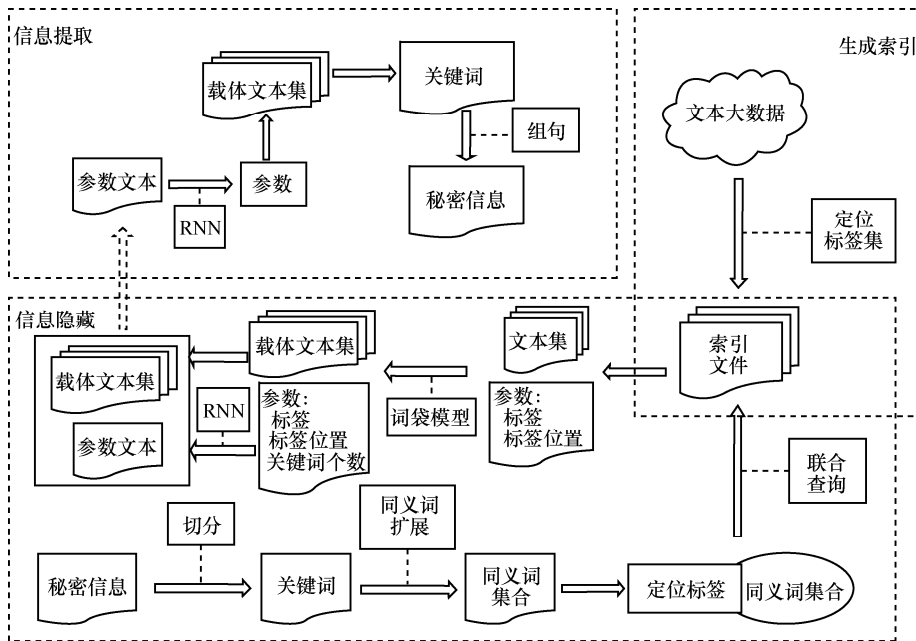 信息提取
载体文本集
关键词
组句
参数文本
RNN
参数
秘密信息
生成索引
文本大数据
定位
标签集
索引
文件
信息隐藏
载体文本集
参数文本
载体文本集
RNN
参数:
标签
标签位置
关键词个数
词袋模型
文本集
参数:
标签
标签位置
联合
查询
秘密信息
切分
关键词
同义词
扩展
同义词
集合
定位标签
同义词集合